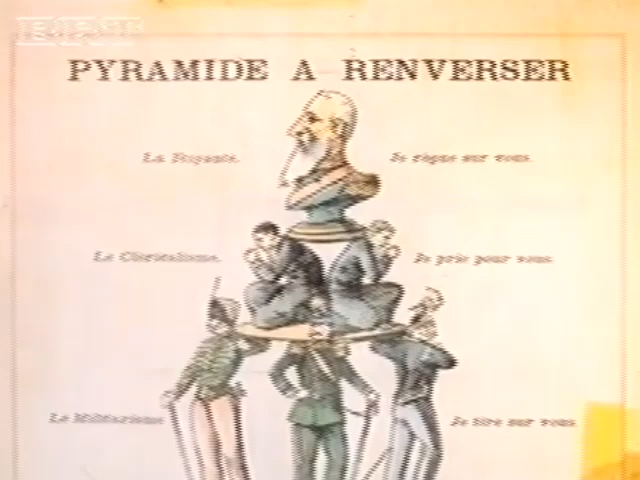 PYRAMIDE A RENVERSER
La Royauté. Je règne sur vous.
Le Cléricalisme. Je prie pour vous.
Le Militarisme Je tire sur vous.